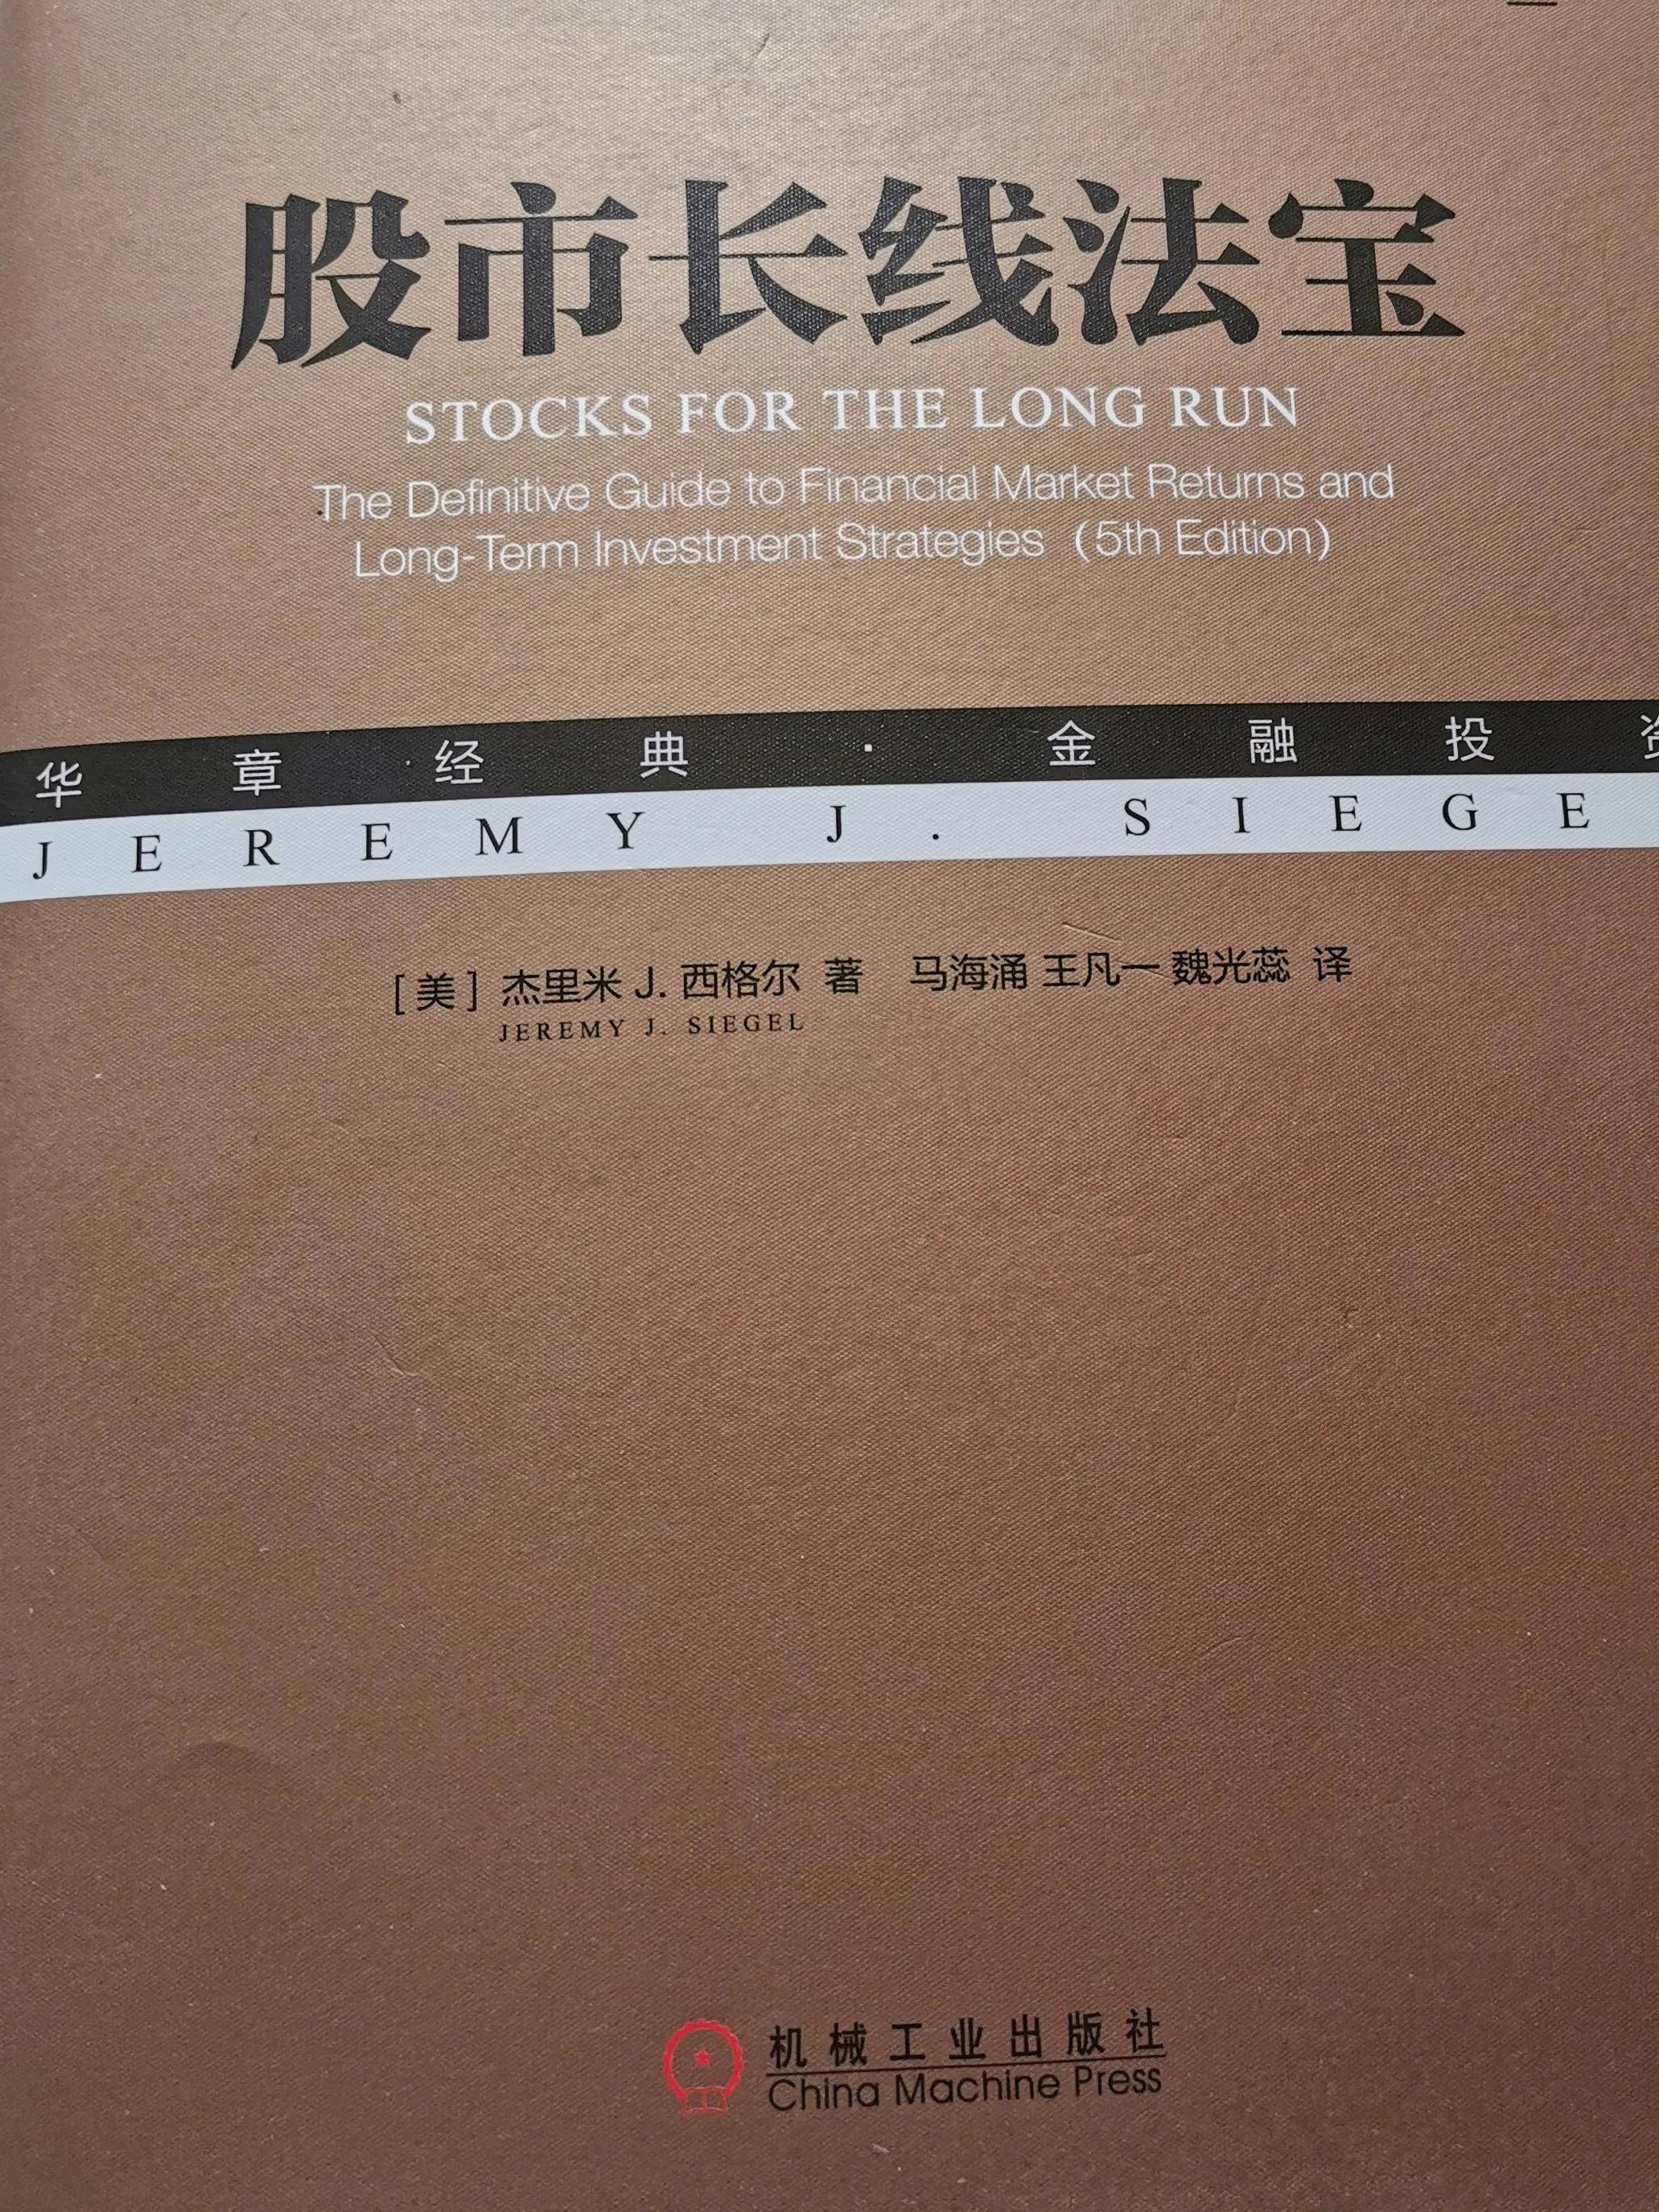 股市长线法宝
STOCKS FOR THE LONG RUN
The Definitive Guide to Financial Market Returns and
Long-Term Investment Strategies (5th Edition)
华章经典·金融投资
JEREMY J. SIEGE
[美] 杰里米 J. 西格尔 著 马海涌 王凡一 魏光蕊 译
JEREMY J. SIEGEL
机械工业出版社
China Machine Press